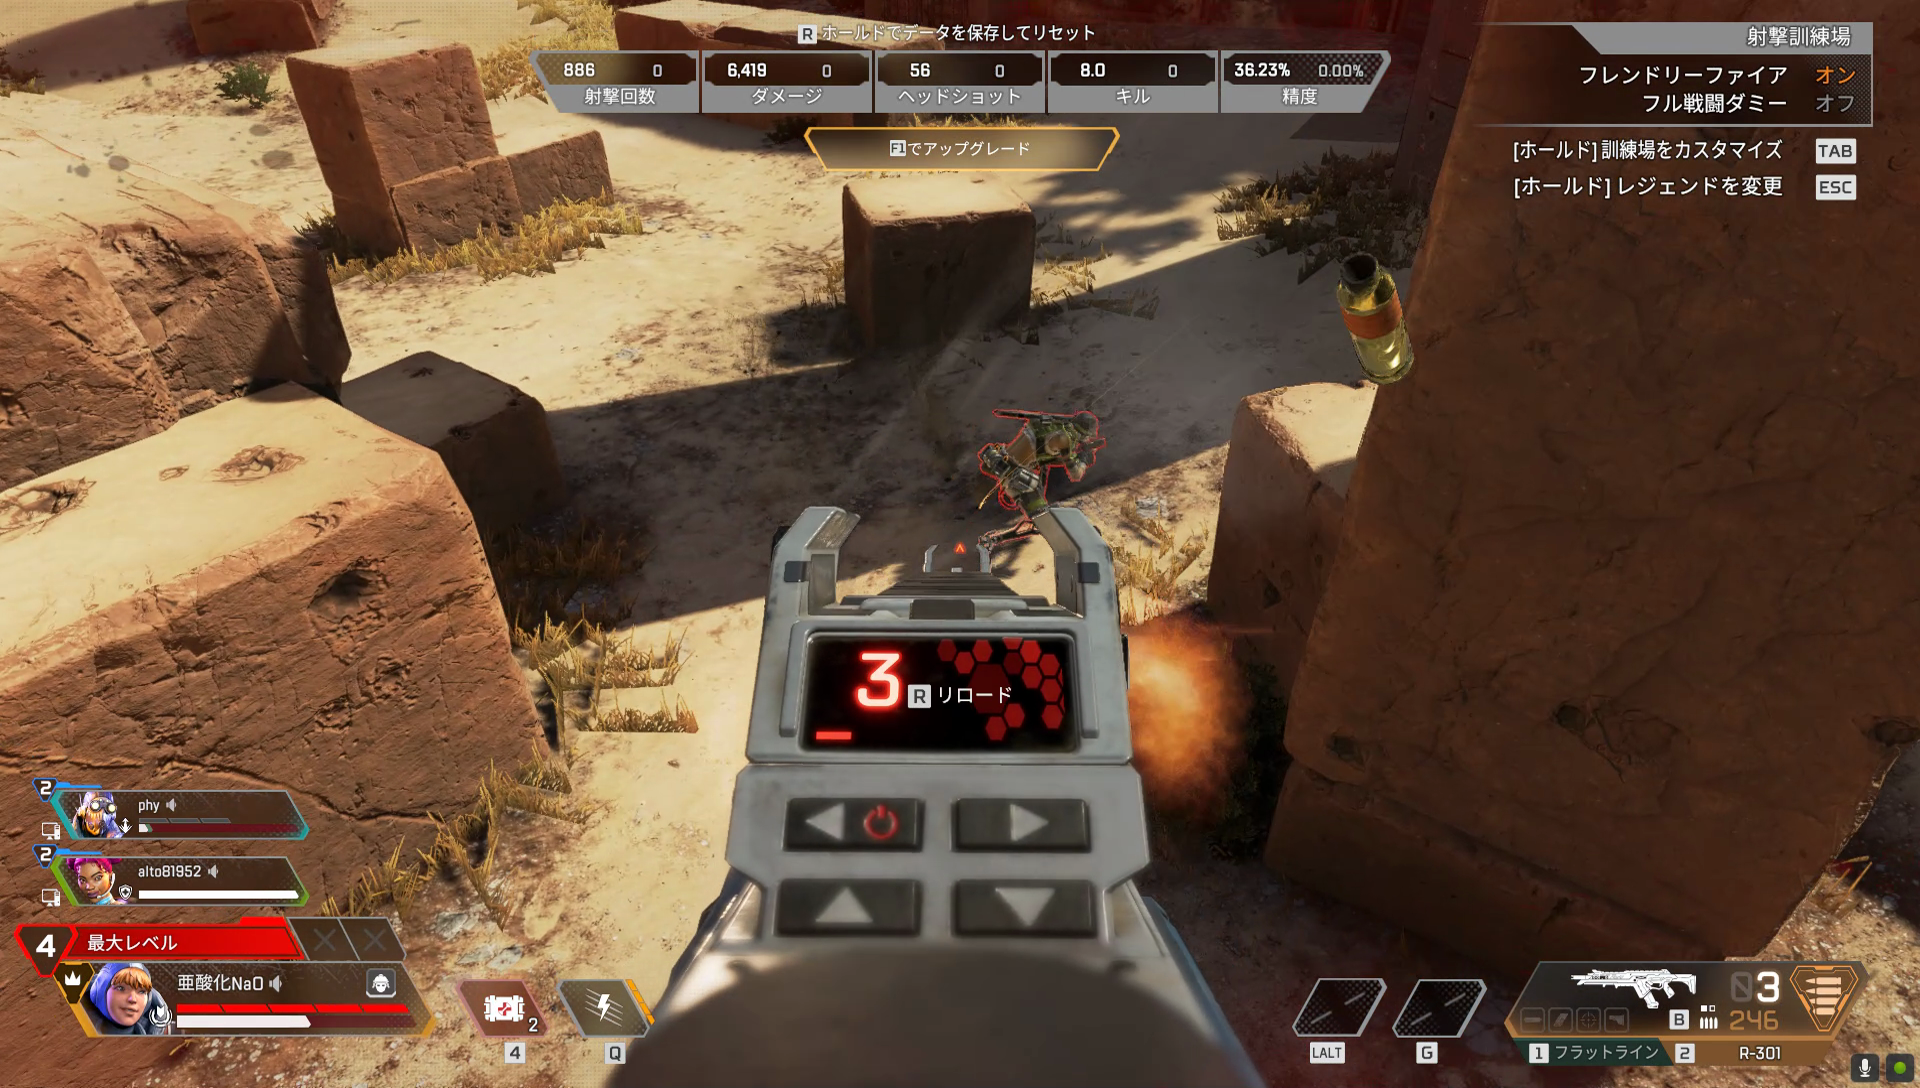 R ホールドでデータを保存してリセット
886 0 6,419 0 56 0 8.0 0 36.23% 0.00%
射撃回数 ダメージ ヘッドショット キル 精度
F1でアップグレード
射撃訓練場
フレンドリーファイア オン
フル戦闘ダミー オフ
[ホールド]訓練場をカスタマイズ TAB
[ホールド]レジェンドを変更 ESC
3 R リロード
2 phy
2 alto81952
4 最大レベル
亜酸化NaO
2
4 Q
LALT G
3
B 246
1 フラットライン 2 R-301